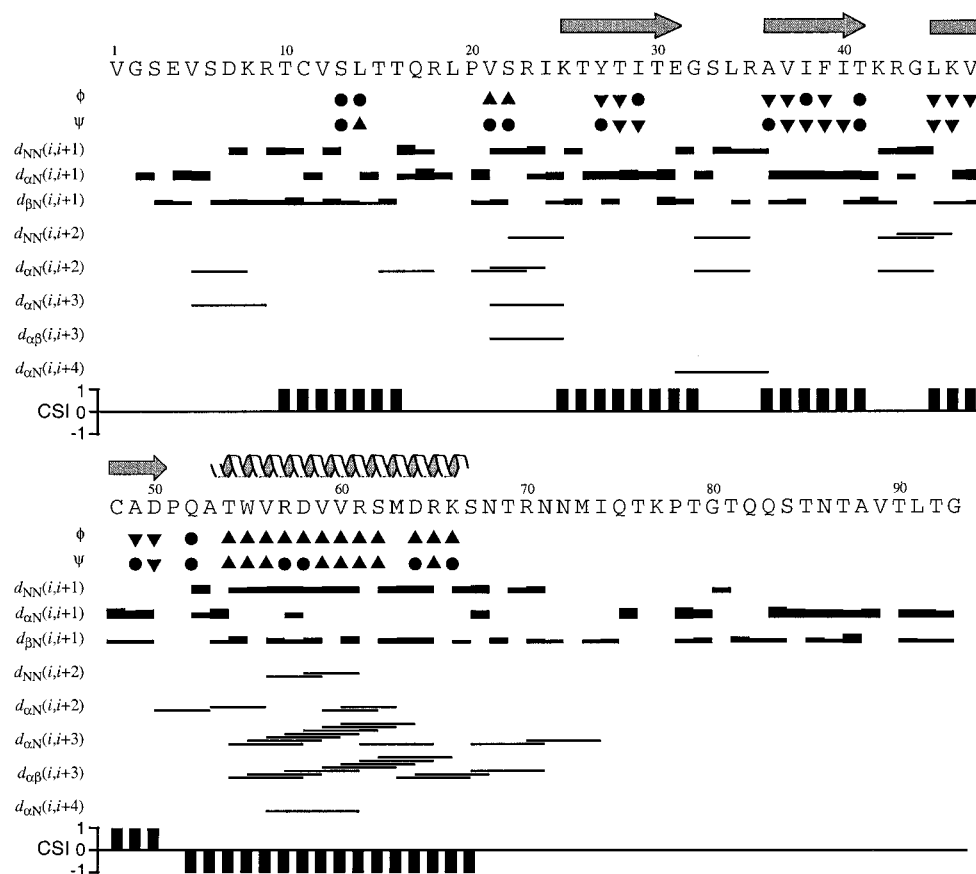 1 10 20 30 40
VGSEVSDKRTCVSLTTQRLPVSRIKTYTITEGSLRAVIFITKRGLKV
ϕ
ψ
dNN(i,i+1)
dαN(i,i+1)
dβN(i,i+1)
dNN(i,i+2)
dαN(i,i+2)
dαN(i,i+3)
dαβ(i,i+3)
dαN(i,i+4)
1
CSI 0
-1
50 60 70 80 90
CADPQATWVRDVVRSMDRKSNTRNNMIQTKPTGTQQSTNTAVTLTG
ϕ
ψ
dNN(i,i+1)
dαN(i,i+1)
dβN(i,i+1)
dNN(i,i+2)
dαN(i,i+2)
dαN(i,i+3)
dαβ(i,i+3)
dαN(i,i+4)
1
CSI 0
-1